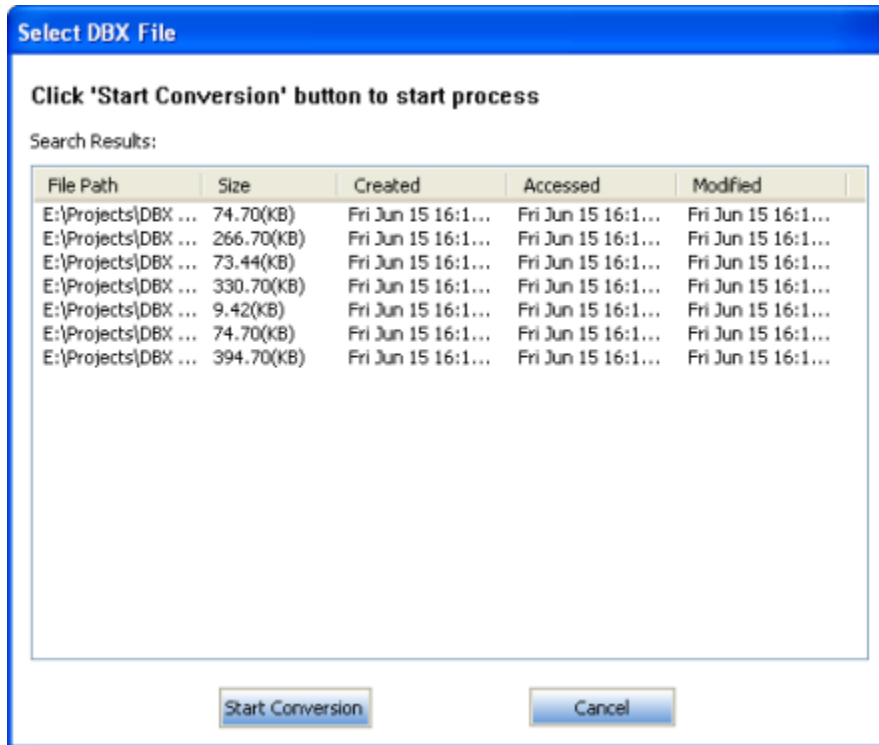 Select DBX File
Click 'Start Conversion' button to start process
Search Results:
File Path Size Created Accessed Modified
E:\Projects\DBX ... 74.70(KB) Fri Jun 15 16:1... Fri Jun 15 16:1... Fri Jun 15 16:1...
E:\Projects\DBX ... 266.70(KB) Fri Jun 15 16:1... Fri Jun 15 16:1... Fri Jun 15 16:1...
E:\Projects\DBX ... 73.44(KB) Fri Jun 15 16:1... Fri Jun 15 16:1... Fri Jun 15 16:1...
E:\Projects\DBX ... 330.70(KB) Fri Jun 15 16:1... Fri Jun 15 16:1... Fri Jun 15 16:1...
E:\Projects\DBX ... 9.42(KB) Fri Jun 15 16:1... Fri Jun 15 16:1... Fri Jun 15 16:1...
E:\Projects\DBX ... 74.70(KB) Fri Jun 15 16:1... Fri Jun 15 16:1... Fri Jun 15 16:1...
E:\Projects\DBX ... 394.70(KB) Fri Jun 15 16:1... Fri Jun 15 16:1... Fri Jun 15 16:1...
Start Conversion Cancel